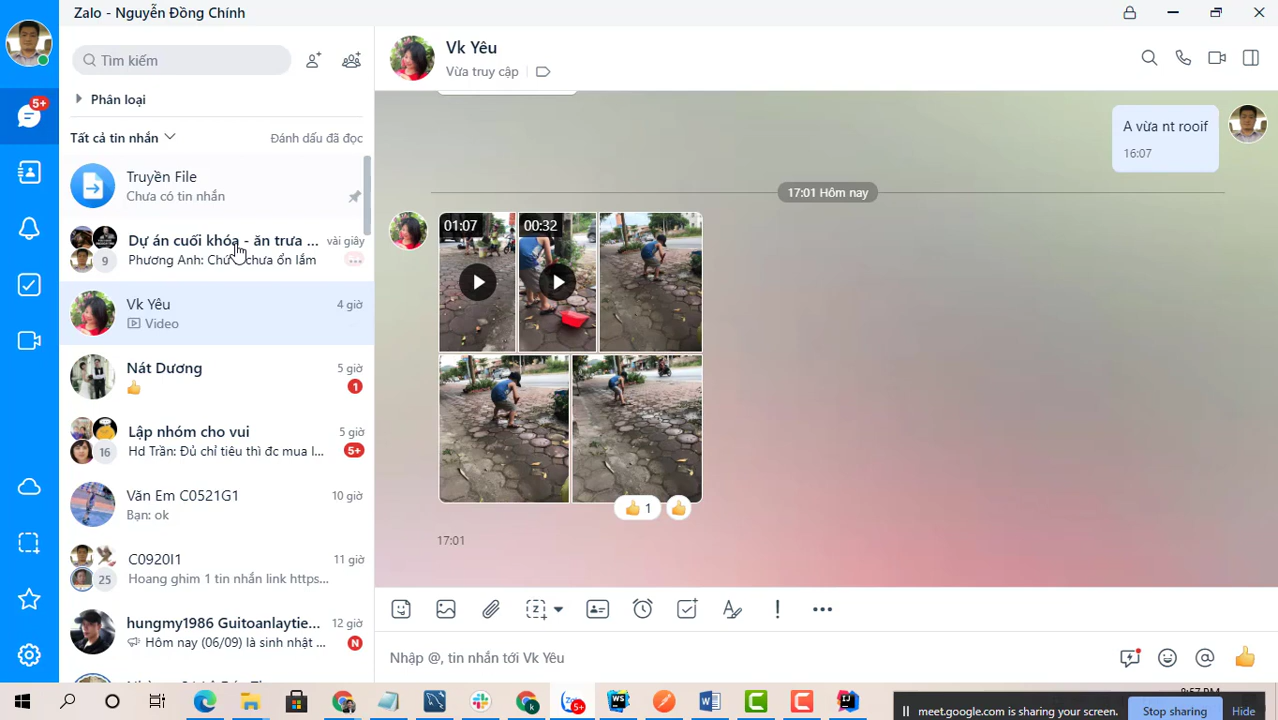 Zalo - Nguyễn Đồng Chính
Tìm kiếm
Phân loại
Tất cả tin nhắn
Đánh dấu đã đọc
5+
Truyền File
Chưa có tin nhắn
Dự án cuối khóa - ăn trưa ...
vài giây
9
Phương Anh: chưa ổn lắm
Vk Yêu
4 giờ
Video
Nát Dương
5 giờ
1
Lập nhóm cho vui
5 giờ
16
Hd Trần: Đủ chỉ tiêu thì đc mua l...
5+
Văn Em C0521G1
10 giờ
Bạn: ok
C0920I1
11 giờ
25
Hoang ghim 1 tin nhắn link https...
hungmy1986 Guitoanlaytie...
12 giờ
Hôm nay (06/09) là sinh nhật ...
N
Vk Yêu
Vừa truy cập
A vừa nt rooif
16:07
17:01 Hôm nay
01:07
00:32
1
17:01
Nhập @, tin nhắn tới Vk Yêu
5+
meet.google.com is sharing your screen.
Stop sharing
Hide